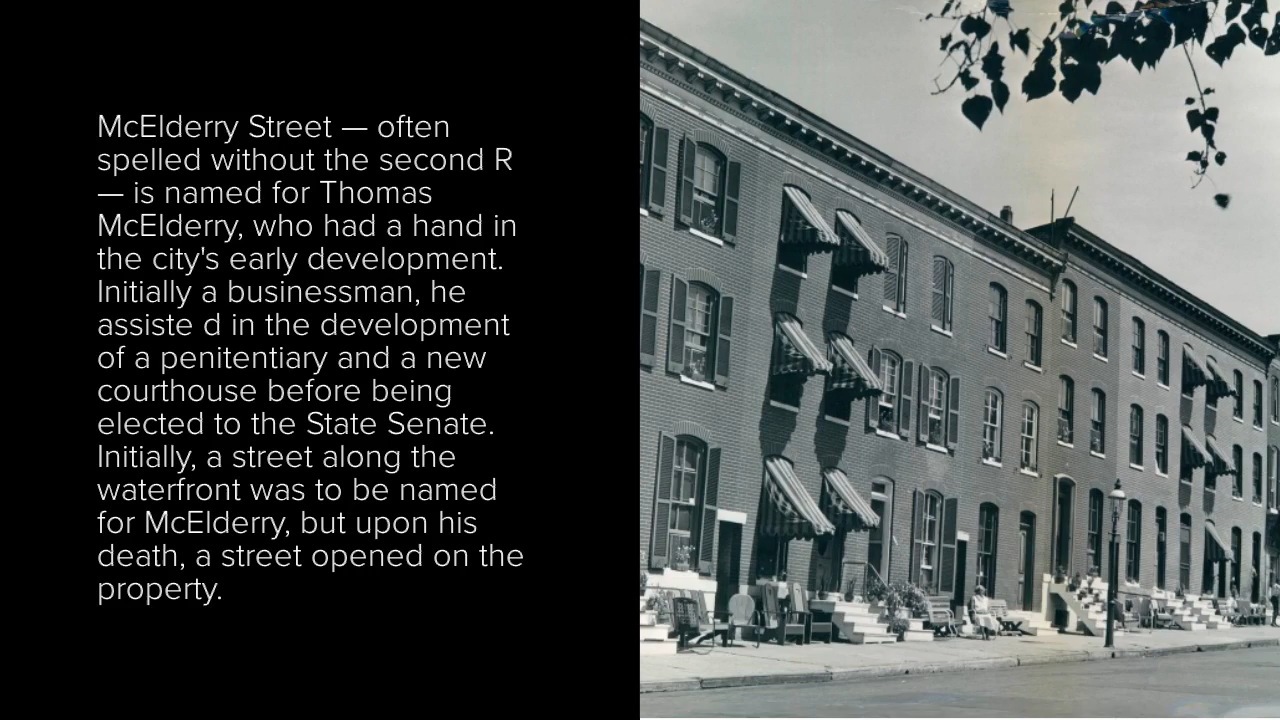 McElderry Street — often
spelled without the second R
— is named for Thomas
McElderry, who had a hand in
the city's early development.
Initially a businessman, he
assiste d in the development
of a penitentiary and a new
courthouse before being
elected to the State Senate.
Initially, a street along the
waterfront was to be named
for McElderry, but upon his
death, a street opened on the
property.